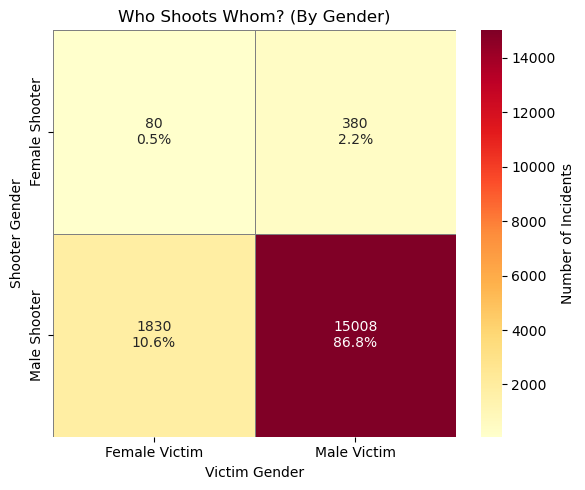 Who Shoots Whom? (By Gender)
Shooter Gender
Female Shooter
80
0.5%
380
2.2%
Male Shooter
1830
10.6%
15008
86.8%
Female Victim
Male Victim
Victim Gender
14000
12000
10000
8000
6000
4000
2000
Number of Incidents